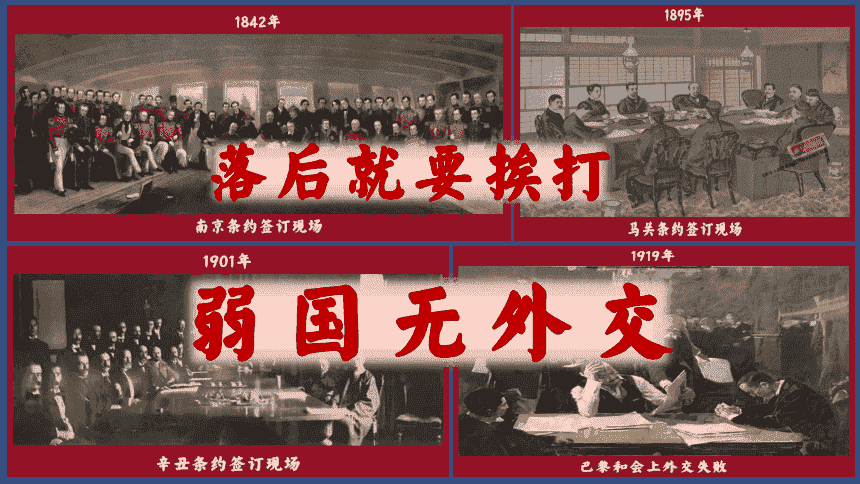 1842年
1895年
落后就要挨打
南京条约签订现场
马关条约签订现场
1901年
1919年
弱国无外交
辛丑条约签订现场
巴黎和会上外交失败